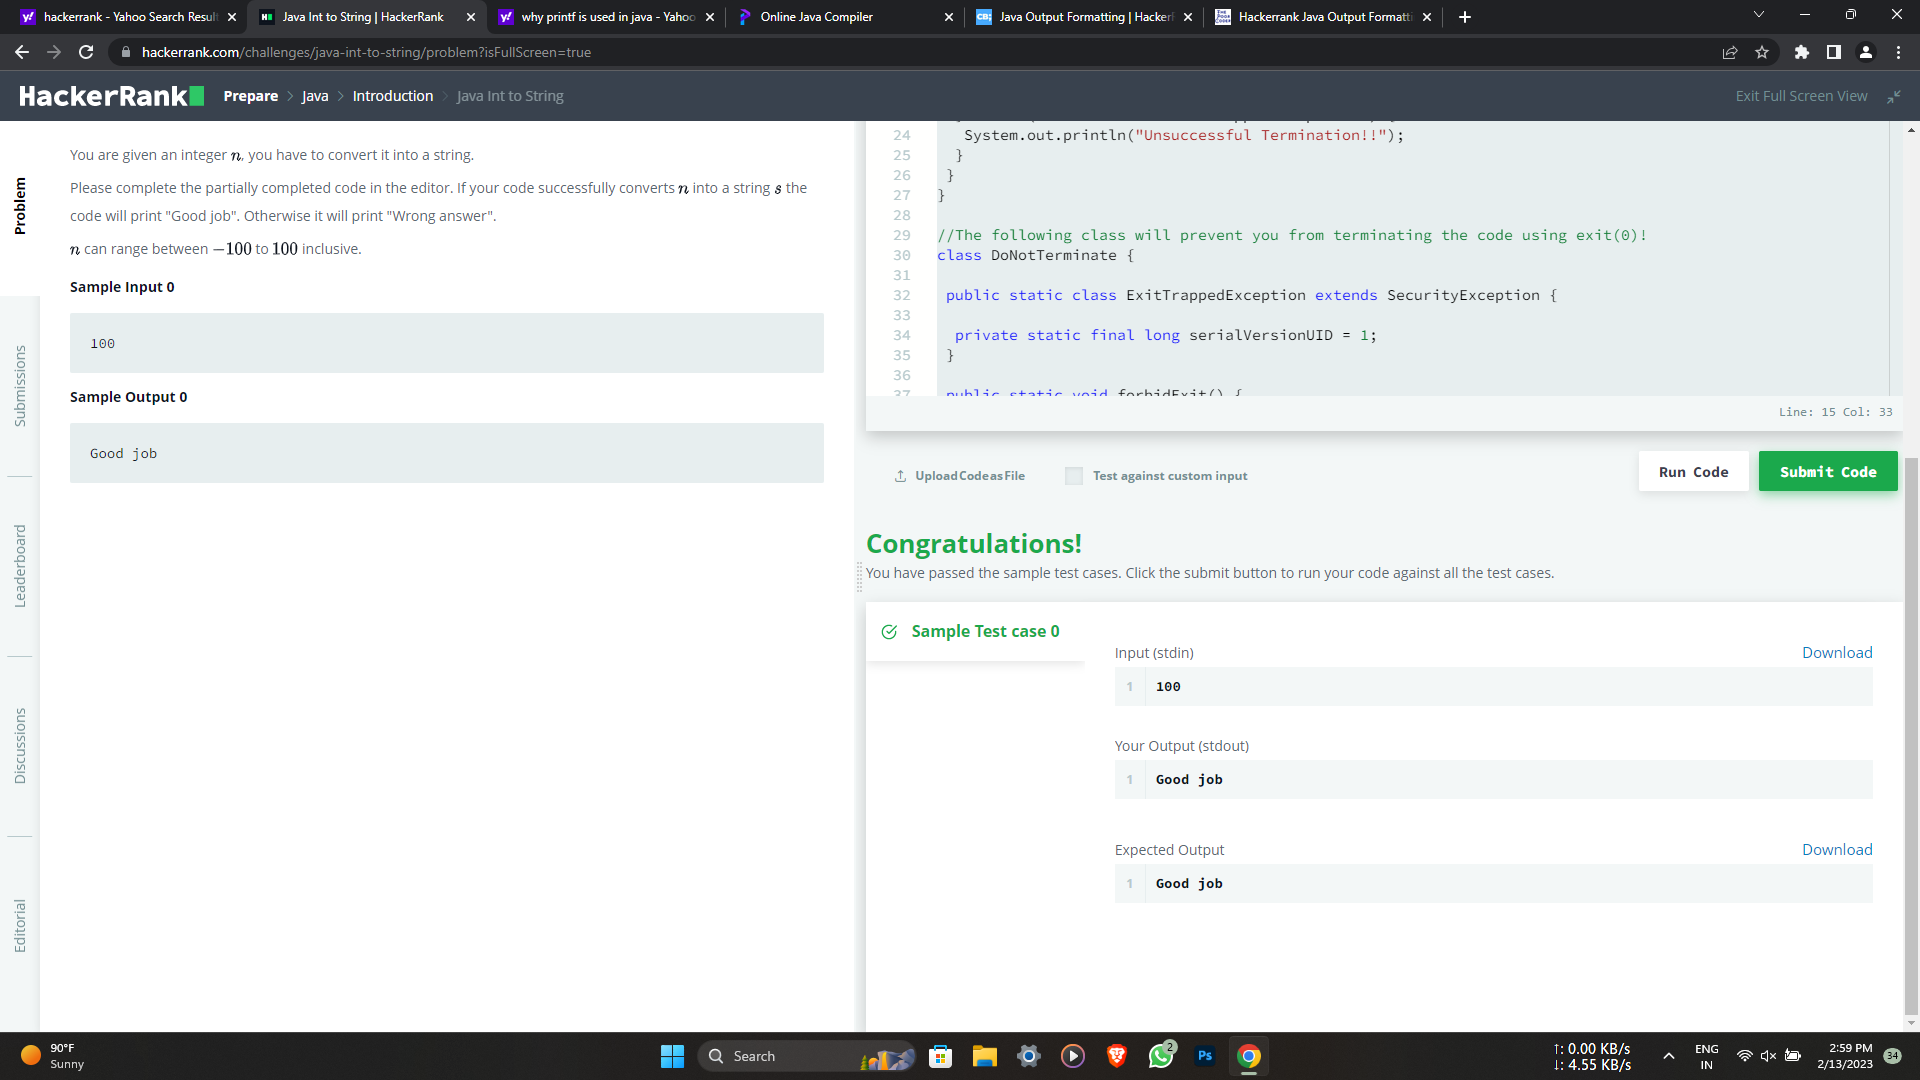 hackerrank - Yahoo Search Result
Java Int to String | HackerRank
why printf is used in java - Yahoo
Online Java Compiler
Java Output Formatting | HackerR
Hackerrank Java Output Formatti
hackerrank.com/challenges/java-int-to-string/problem?isFullScreen=true
HackerRank
Prepare > Java > Introduction > Java Int to String
Exit Full Screen View
Problem
Submissions
Leaderboard
Discussions
Editorial
You are given an integer n, you have to convert it into a string.
Please complete the partially completed code in the editor. If your code successfully converts n into a string s the
code will print "Good job". Otherwise it will print "Wrong answer".
n can range between −100 to 100 inclusive.
Sample Input 0
100
Sample Output 0
Good job
24 System.out.println("Unsuccessful Termination!!");
25 }
26 }
27 }
28
29 //The following class will prevent you from terminating the code using exit(0)!
30 class DoNotTerminate {
31
32 public static class ExitTrappedException extends SecurityException {
33
34 private static final long serialVersionUID = 1;
35 }
36
37 public static void forbidExit() {
Line: 15 Col: 33
Upload Code as File
Test against custom input
Run Code
Submit Code
Congratulations!
You have passed the sample test cases. Click the submit button to run your code against all the test cases.
Sample Test case 0
Input (stdin)
Download
1 100
Your Output (stdout)
1 Good job
Expected Output
Download
1 Good job
90°F
Sunny
Search
2
Ps
↑: 0.00 KB/s
↓: 4.55 KB/s
ENG
IN
2:59 PM
2/13/2023
34